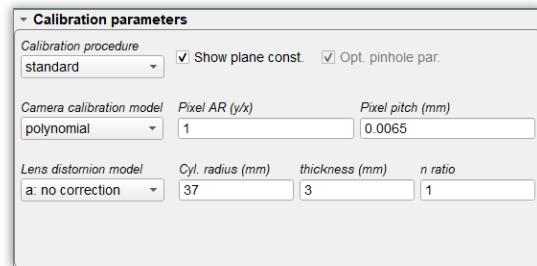 Calibration parameters
Calibration procedure
standard
Show plane const.
Opt. pinhole par.
Camera calibration model
Pixel AR (y/x)
Pixel pitch (mm)
polynomial
1
0.0065
Lens distornion model
Cyl. radius (mm)
thickness (mm)
n ratio
a: no correction
37
3
1